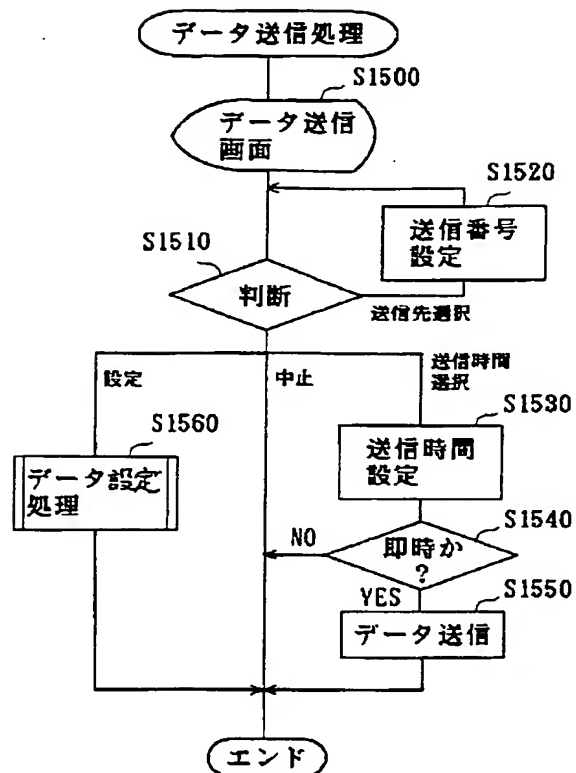 データ送信処理
S1500
データ送信
画面
S1520
送信番号
設定
S1510
判断
送信先選択
設定
中止
送信時間
選択
S1560
データ設定
処理
S1530
送信時間
設定
S1540
即時か
?
NO
YES
S1550
データ送信
エンド